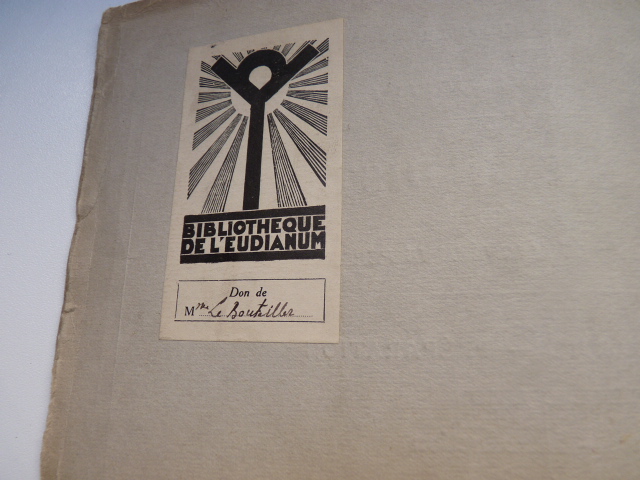 BIBLIOTHEQUE
DE L'EUDIANUM
Don de
Mme Le Bouteiller